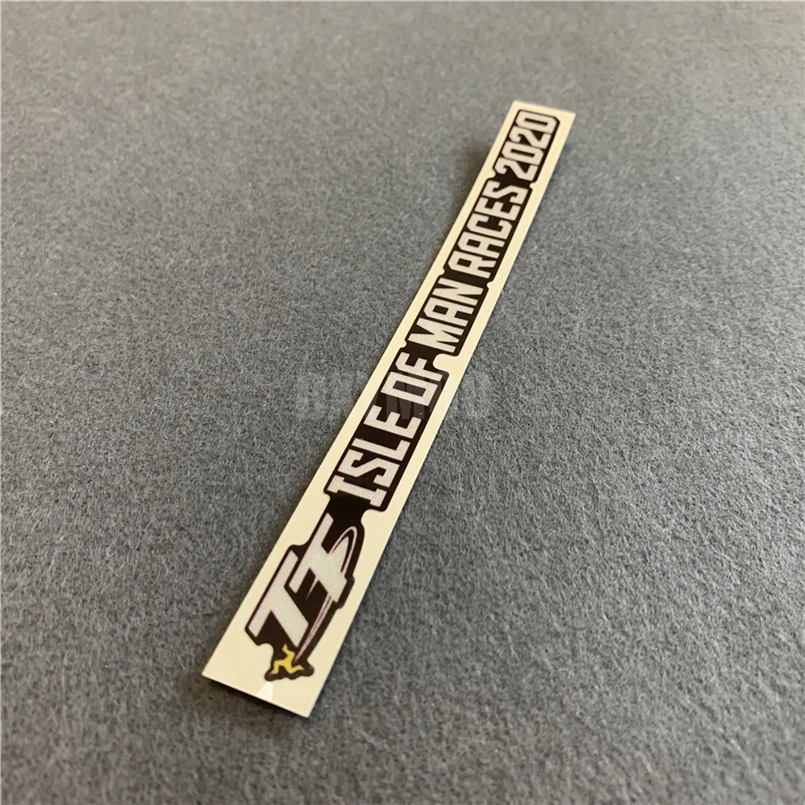 TT ISLE OF MAN RACES 2020